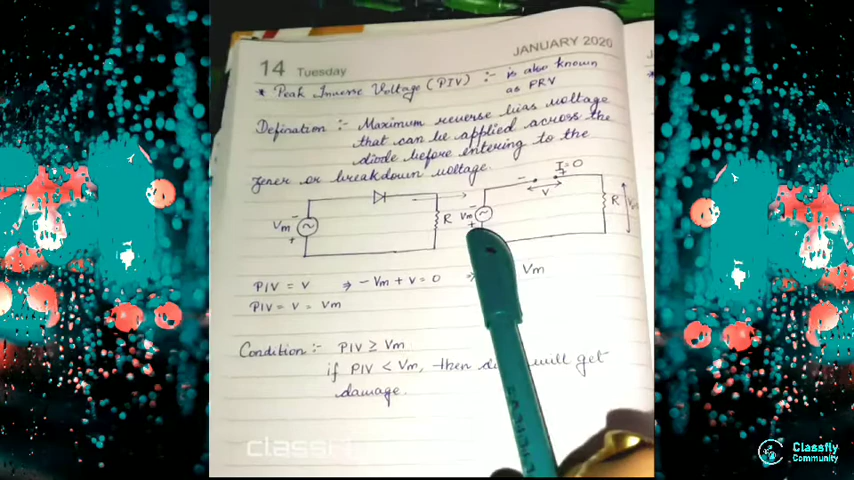 JANUARY 2020
14 Tuesday
* Peak Inverse Voltage (PIV) :- is also known
as PRV
Defination :- Maximum reverse bias voltage
that can be applied across the
diode before entering to the
zener or breakdown voltage.
I=0
- +
V
Vm - +
R
Vm - +
R
PIV = V ⇒ -Vm + V = 0 ⇒ Vm
PIV = V = Vm
Condition :- PIV ≥ Vm
if PIV < Vm, then will get
damage.
classfly
Classfly
Community